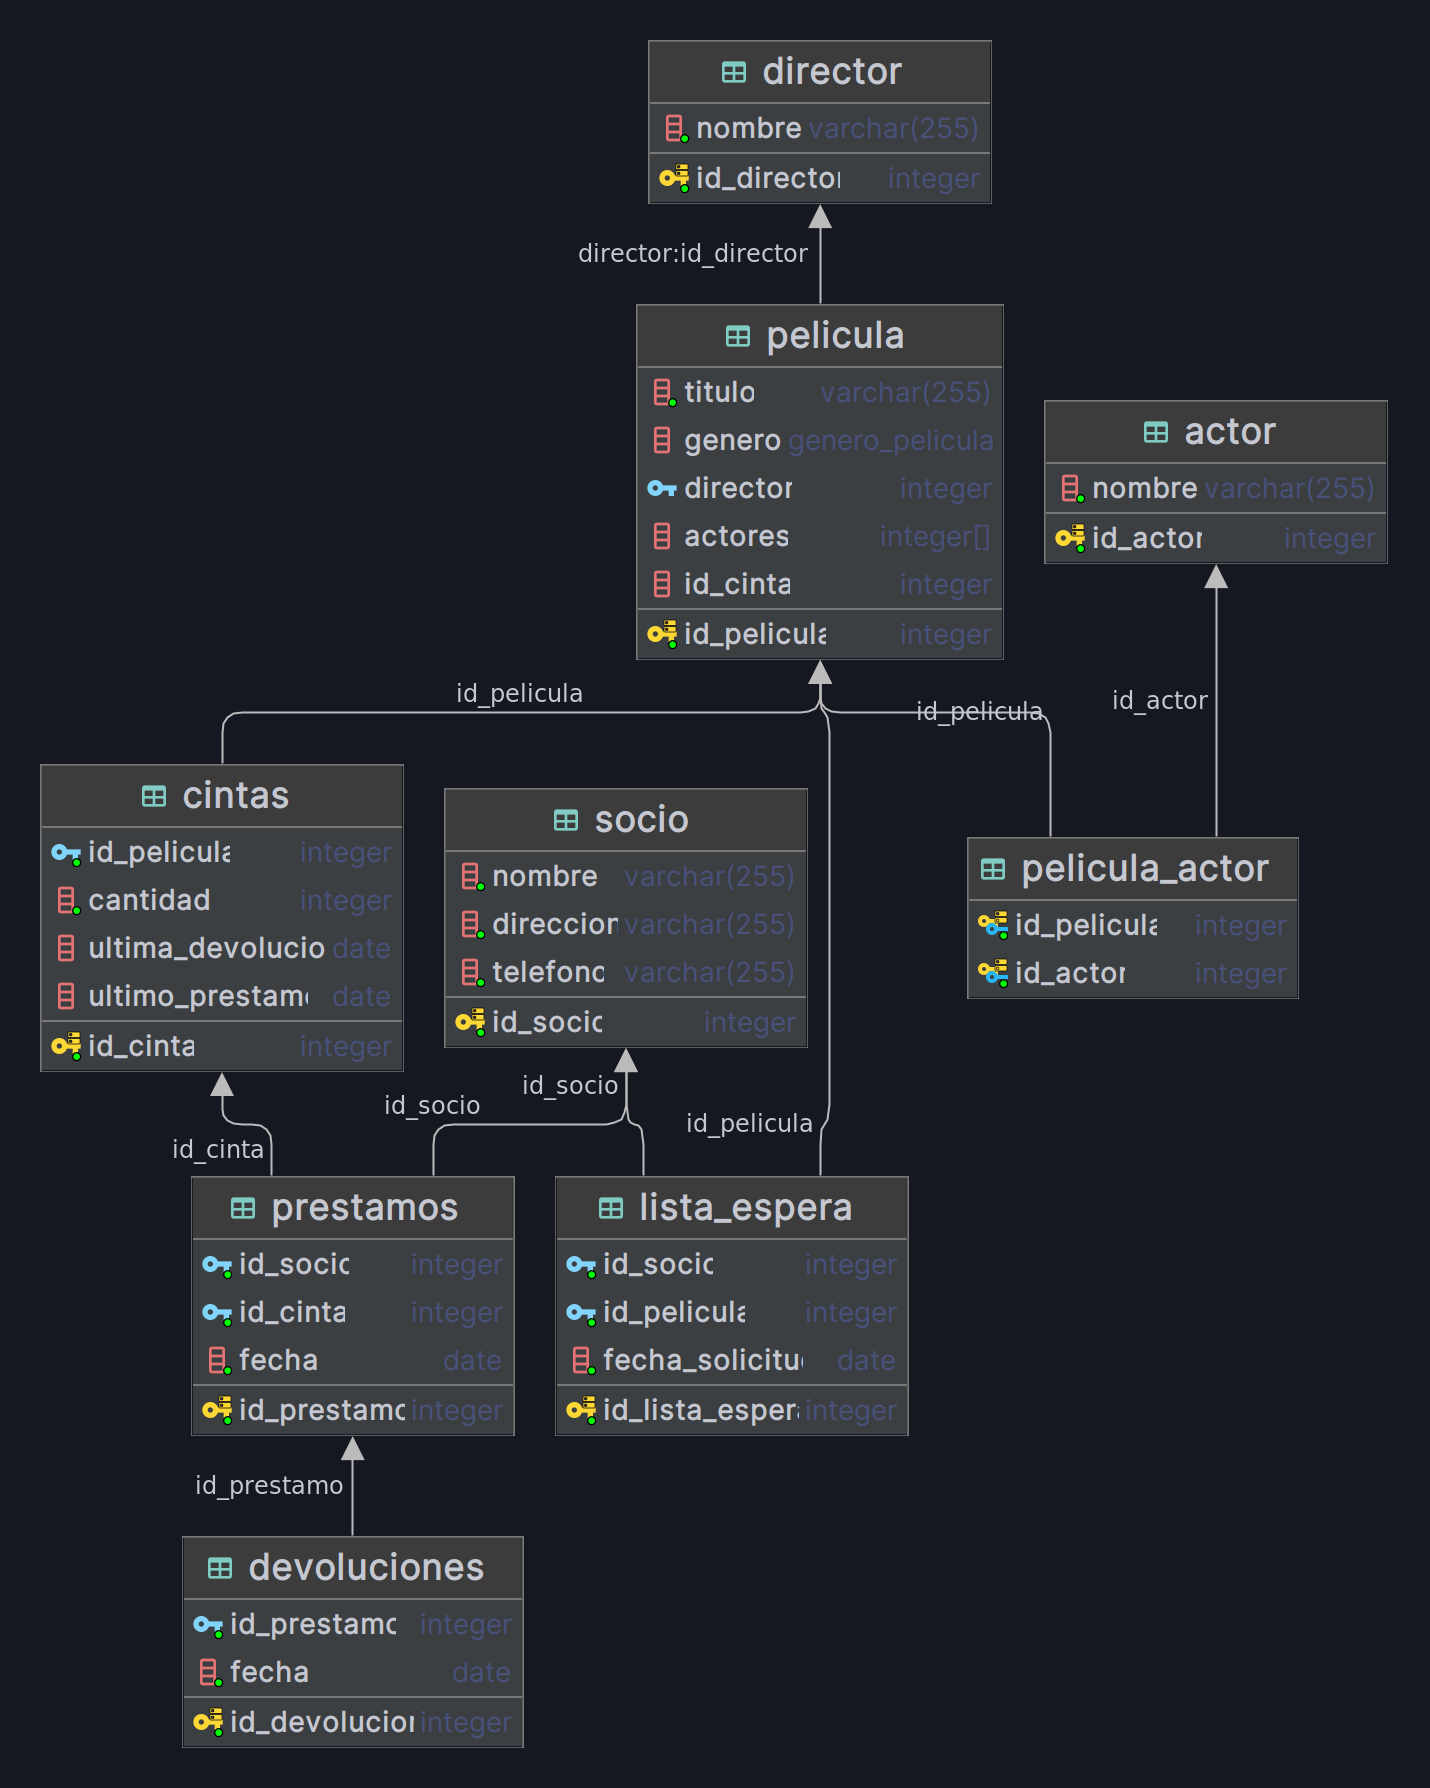 director
nombre varchar(255)
id_director integer
director:id_director
pelicula
titulo varchar(255)
genero genero_pelicula
director integer
actores integer[]
id_cinta integer
id_pelicula integer
actor
nombre varchar(255)
id_actor integer
id_pelicula
id_pelicula
id_actor
cintas
id_pelicula integer
cantidad integer
ultima_devolucio date
ultimo_prestamo date
id_cinta integer
socio
nombre varchar(255)
direccion varchar(255)
telefono varchar(255)
id_socio integer
pelicula_actor
id_pelicula integer
id_actor integer
id_socio
id_socio
id_pelicula
id_cinta
prestamos
id_socio integer
id_cinta integer
fecha date
id_prestamo integer
lista_espera
id_socio integer
id_pelicula integer
fecha_solicitu date
id_lista_espera integer
id_prestamo
devoluciones
id_prestamo integer
fecha date
id_devolucion integer